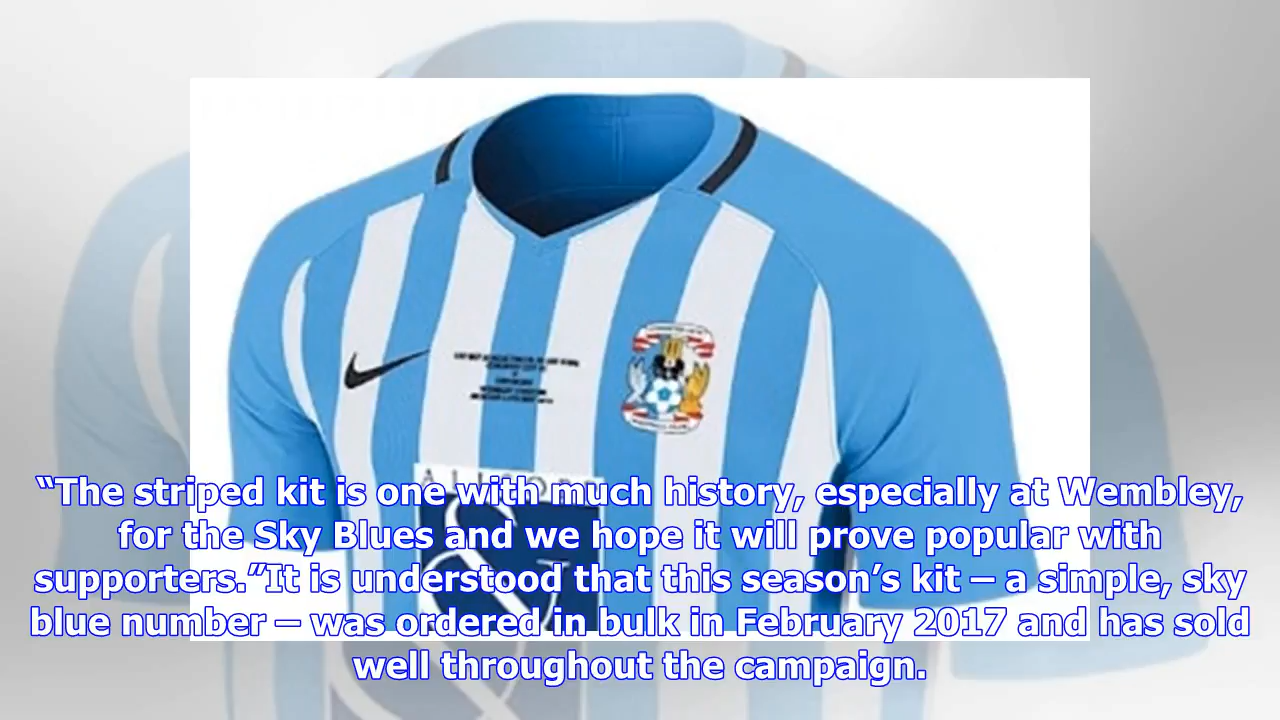 ALLSOPP
“The striped kit is one with much history, especially at Wembley,
for the Sky Blues and we hope it will prove popular with
supporters.”It is understood that this season’s kit – a simple, sky
blue number – was ordered in bulk in February 2017 and has sold
well throughout the campaign.